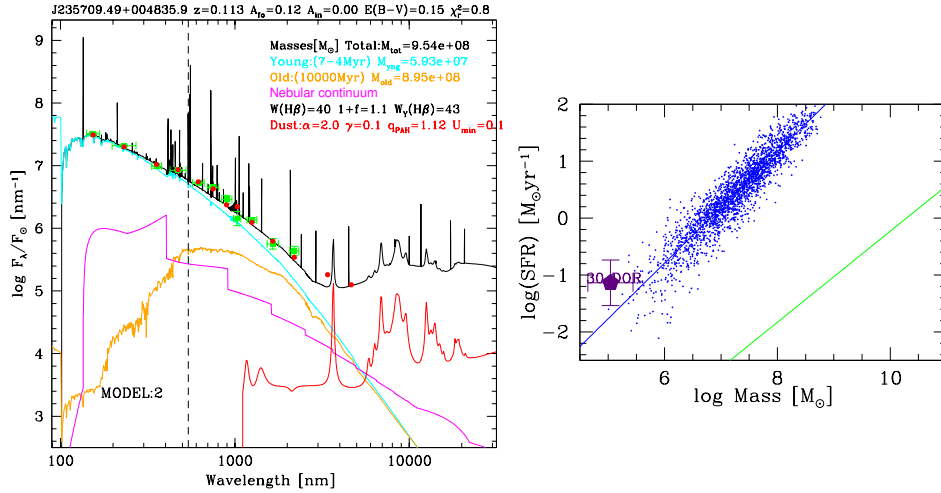 J235709.49+004835.9 z=0.113 A_fo=0.12 A_in=0.00 E(B−V)=0.15 χ_r^2=0.8
Masses[M_⊙] Total:M_tot=9.54e+08
Young:(7−4Myr) M_yng=5.93e+07
Old:(10000Myr) M_old=8.95e+08
Nebular continuum
W(Hβ)=40 1+f=1.1 W_Y(Hβ)=43
Dust:α=2.0 γ=0.1 q_PAH=1.12 U_min=0.1
MODEL:2
log F_λ/F_⊙ [nm⁻¹]
9
8
7
6
5
4
3
100
1000
10000
Wavelength [nm]
log(SFR) [M_⊙yr⁻¹]
2
1
0
−1
−2
30 DOR
6
8
10
log Mass [M_⊙]